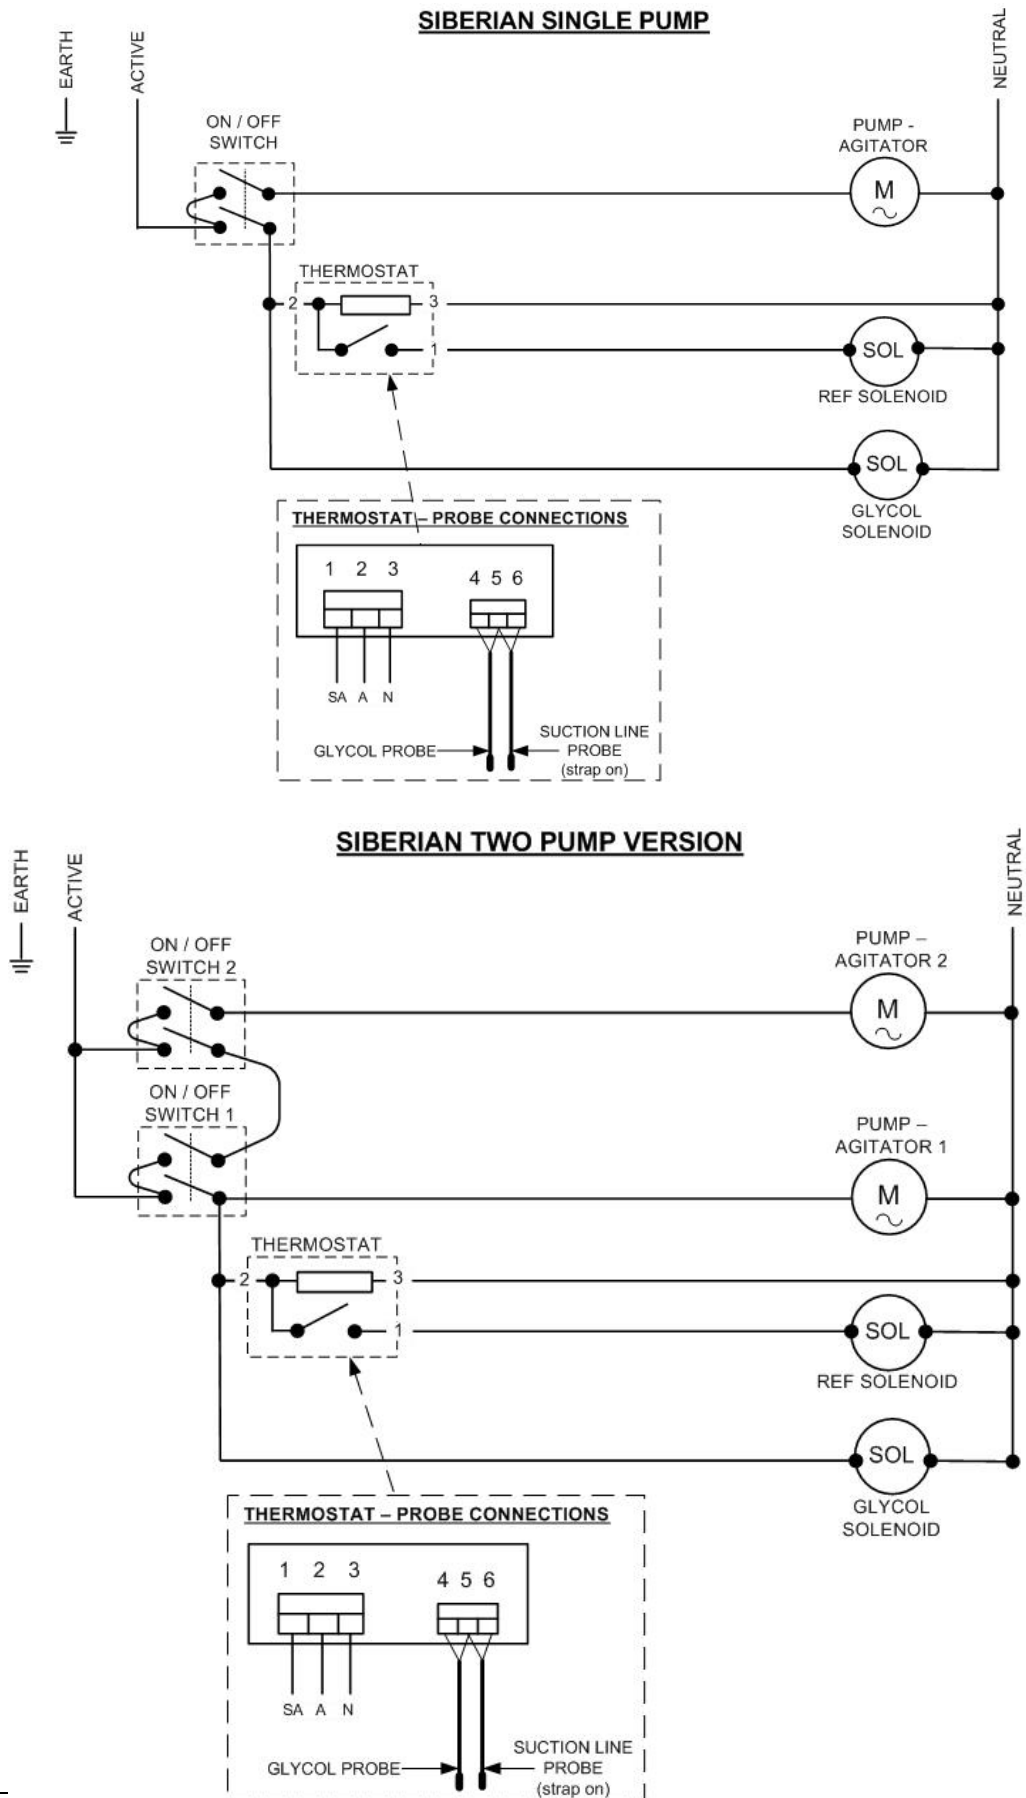 SIBERIAN SINGLE PUMP
EARTH
ACTIVE
NEUTRAL
ON / OFF
SWITCH
PUMP -
AGITATOR
M
THERMOSTAT
2
3
1
SOL
REF SOLENOID
SOL
GLYCOL
SOLENOID
THERMOSTAT – PROBE CONNECTIONS
1 2 3
4 5 6
SA A N
GLYCOL PROBE
SUCTION LINE
PROBE
(strap on)
SIBERIAN TWO PUMP VERSION
EARTH
ACTIVE
NEUTRAL
ON / OFF
SWITCH 2
PUMP –
AGITATOR 2
M
ON / OFF
SWITCH 1
PUMP –
AGITATOR 1
M
THERMOSTAT
2
3
1
SOL
REF SOLENOID
SOL
GLYCOL
SOLENOID
THERMOSTAT – PROBE CONNECTIONS
1 2 3
4 5 6
SA A N
GLYCOL PROBE
SUCTION LINE
PROBE
(strap on)